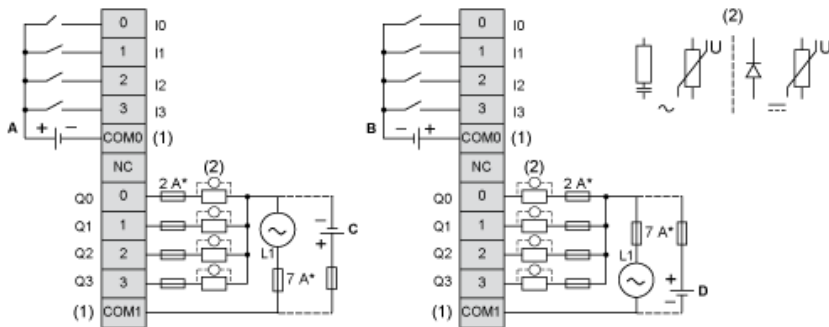 0 I0
1 I1
2 I2
3 I3
A + − COM0 (1)
NC
(2)
Q0 0 2 A*
Q1 1
Q2 2
Q3 3
L1
7 A*
− + C
(1) COM1
0 I0
1 I1
2 I2
3 I3
B − + COM0 (1)
NC
(2)
Q0 0 2 A*
Q1 1
Q2 2
Q3 3
7 A*
L1
+ − D
(1) COM1
(2)
U U